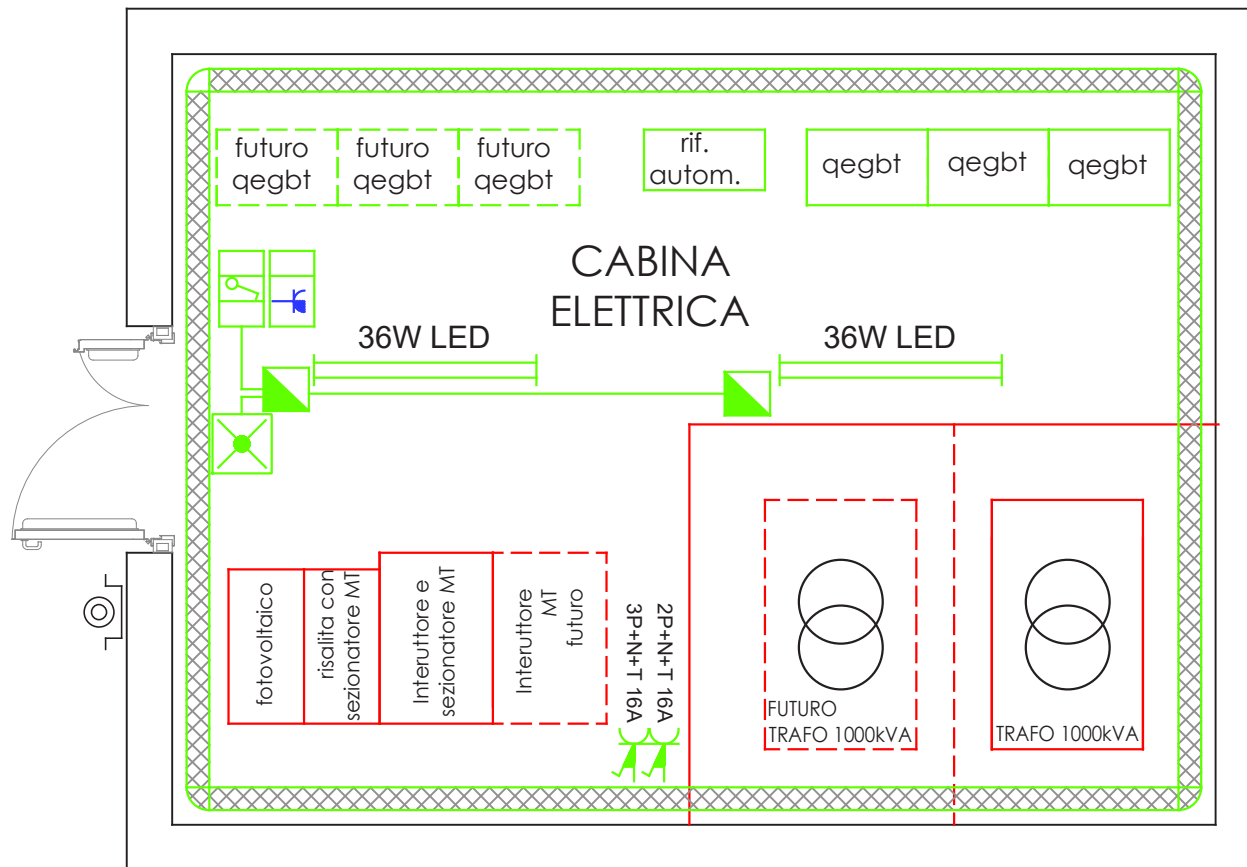 futuro
qegbt
futuro
qegbt
futuro
qegbt
rif.
autom.
qegbt
qegbt
qegbt
CABINA
ELETTRICA
36W LED
36W LED
fotovoltaico
risalita con
sezionatore MT
Interuttore e
sezionatore MT
Interuttore
MT
futuro
3P+N+T 16A
2P+N+T 16A
FUTURO
TRAFO 1000kVA
TRAFO 1000kVA